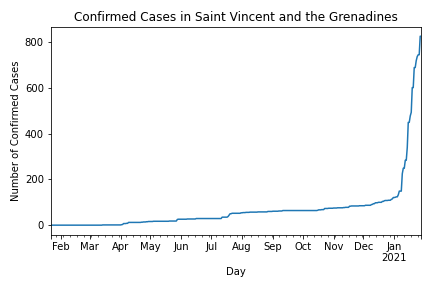 Confirmed Cases in Saint Vincent and the Grenadines
Number of Confirmed Cases
800
600
400
200
0
Feb Mar Apr May Jun Jul Aug Sep Oct Nov Dec Jan
2021
Day